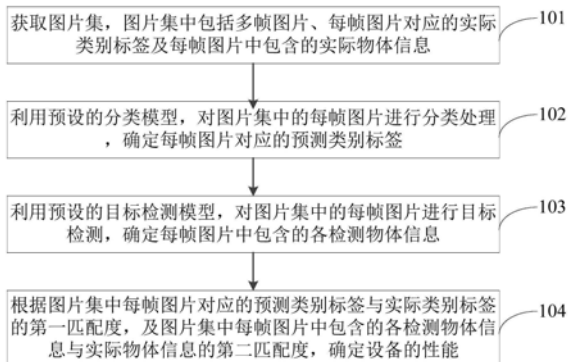 获取图片集，图片集中包括多帧图片、每帧图片对应的实际
类别标签及每帧图片中包含的实际物体信息
101
利用预设的分类模型，对图片集中的每帧图片进行分类处理
，确定每帧图片对应的预测类别标签
102
利用预设的目标检测模型，对图片集中的每帧图片进行目标
检测，确定每帧图片中包含的各检测物体信息
103
根据图片集中每帧图片对应的预测类别标签与实际类别标签
的第一匹配度，及图片集中每帧图片中包含的各检测物体信
息与实际物体信息的第二匹配度，确定设备的性能
104